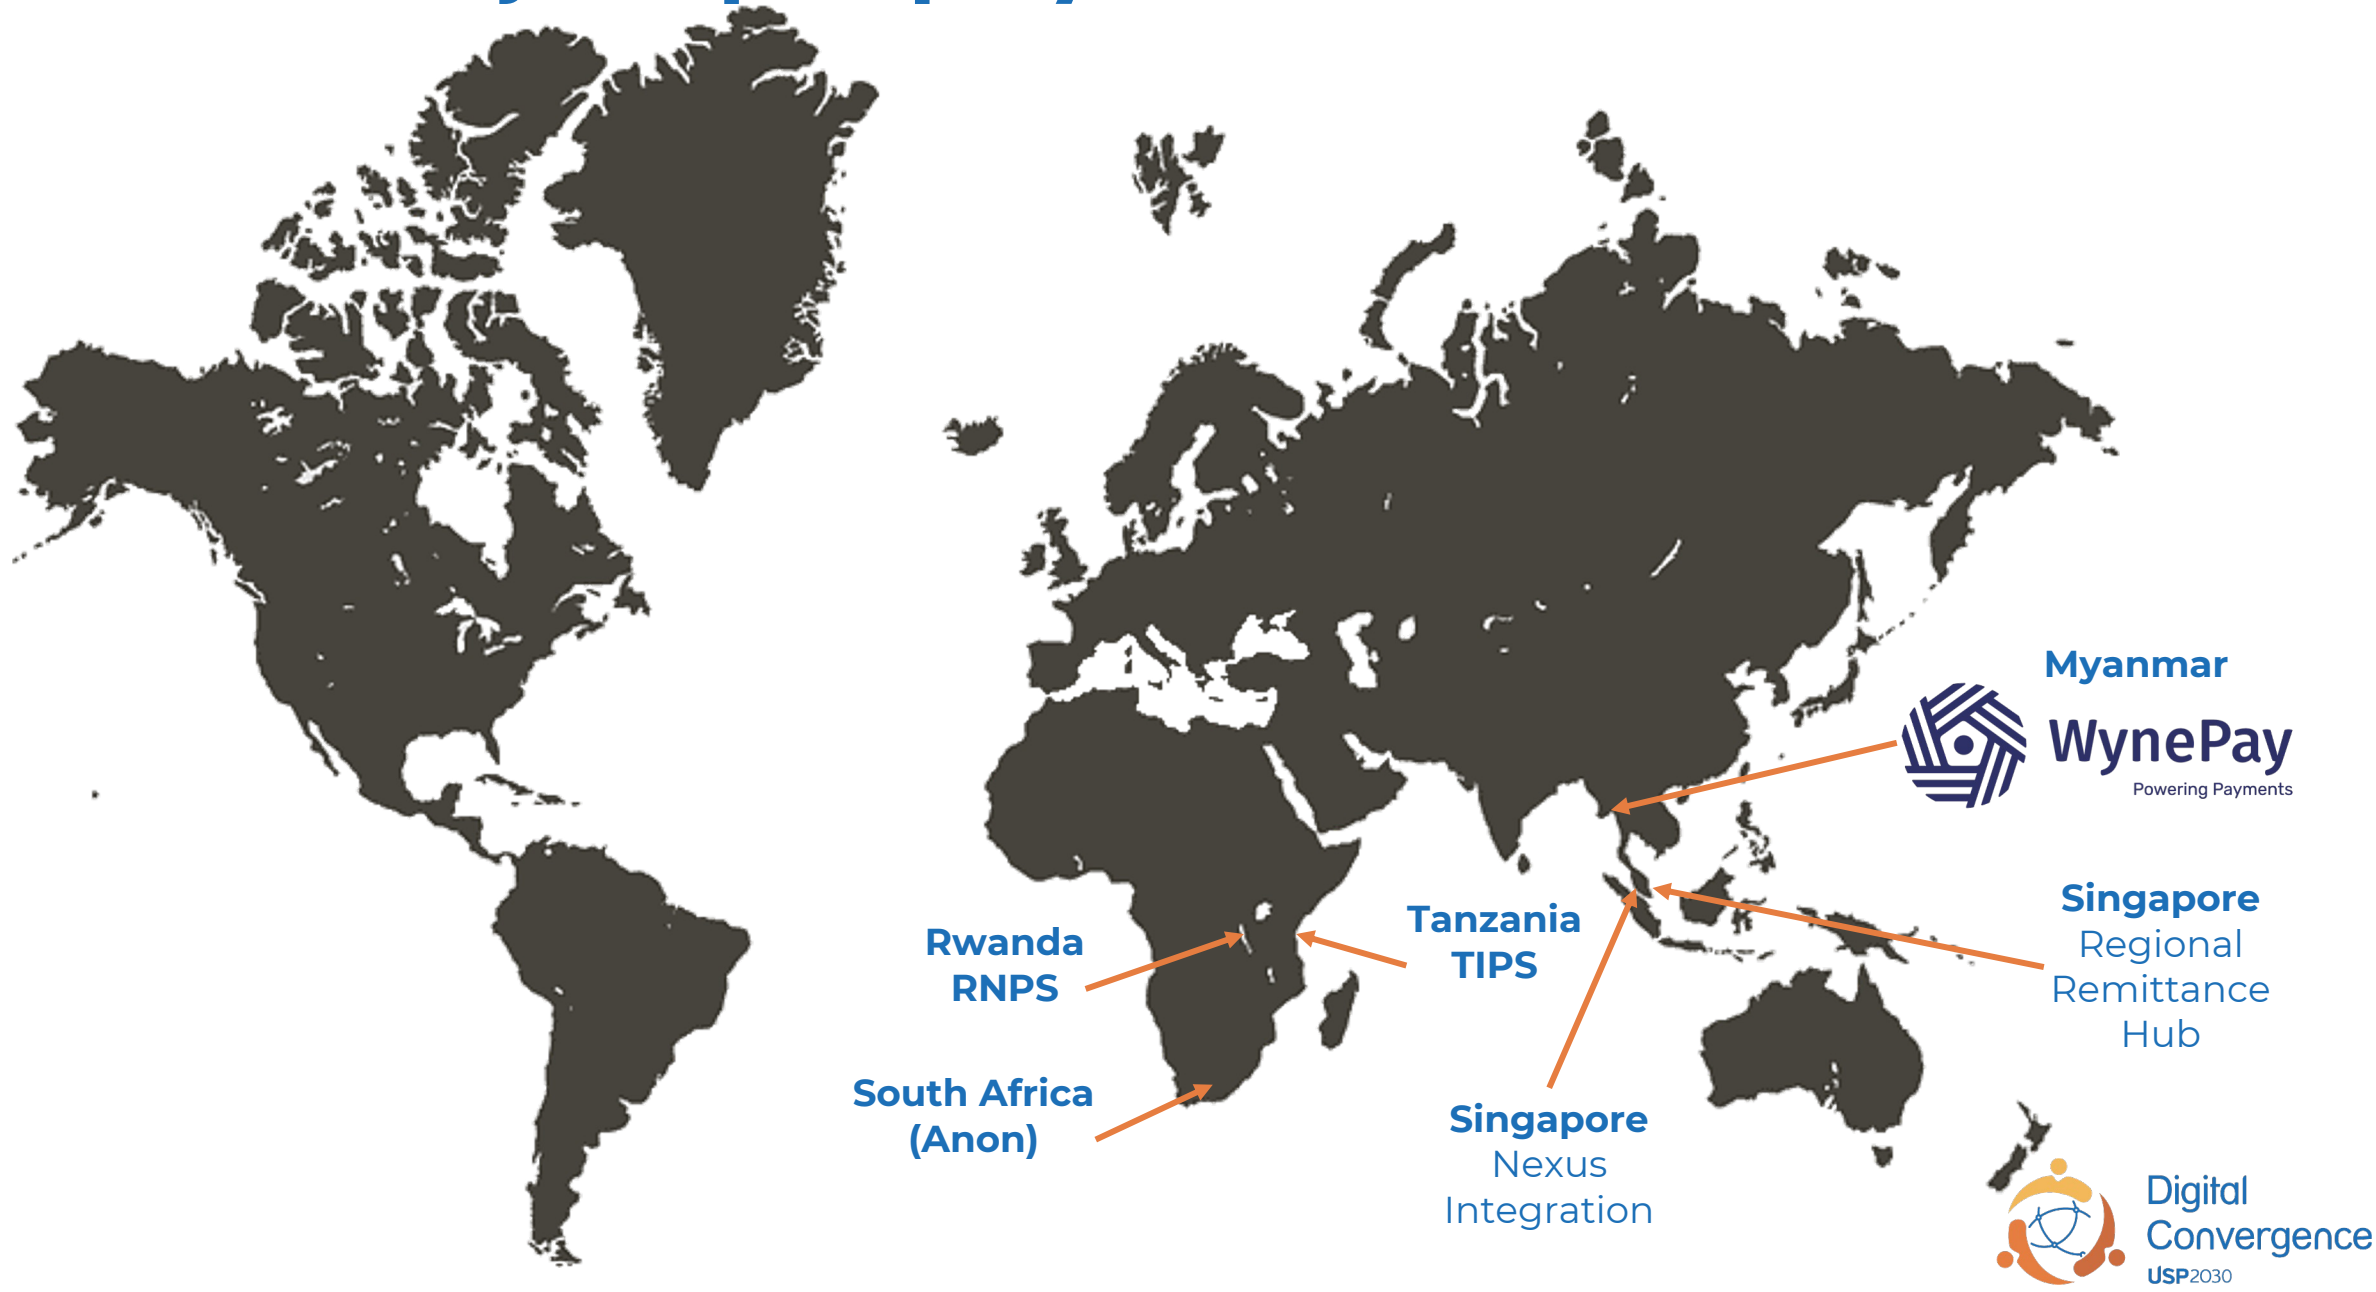 Myanmar
WynePay
Powering Payments
Singapore
Regional
Remittance
Hub
Tanzania
TIPS
Rwanda
RNPS
South Africa
(Anon)
Singapore
Nexus
Integration
Digital
Convergence
USP2030